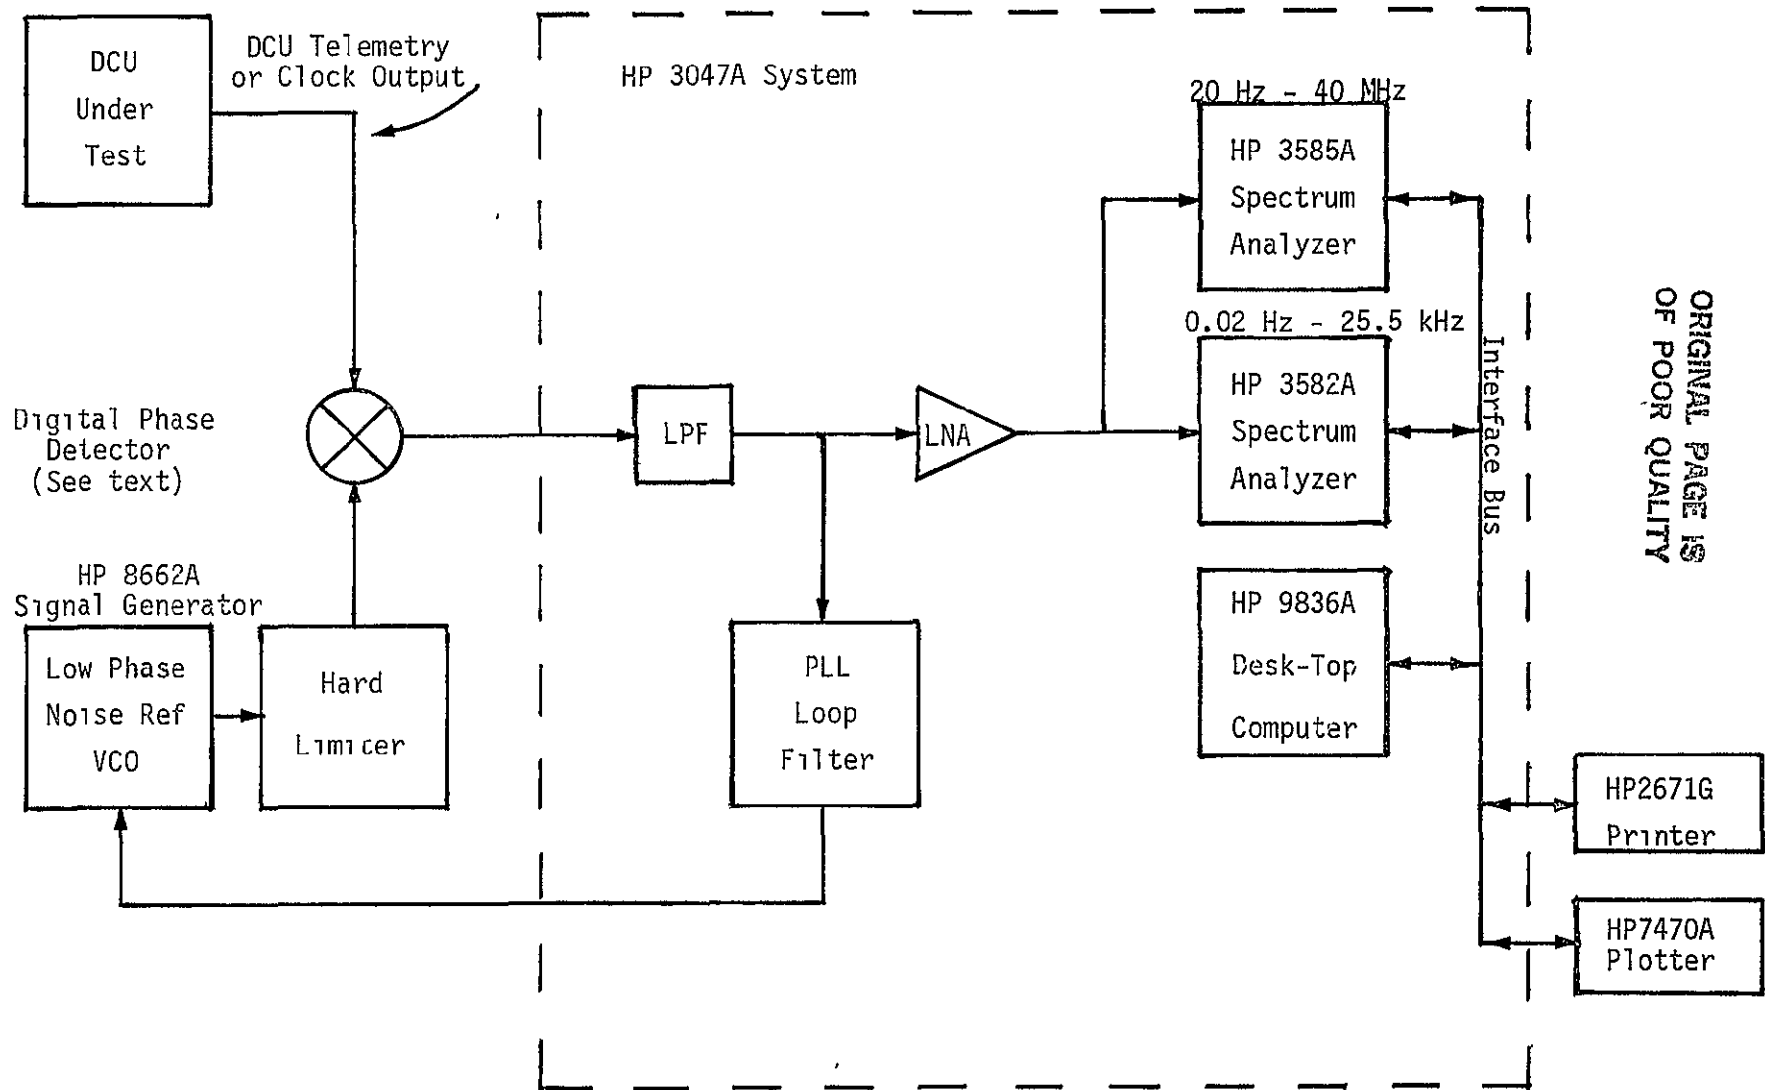 DCU
Under
Test
DCU Telemetry
or Clock Output
HP 3047A System
20 Hz - 40 MHz
HP 3585A
Spectrum
Analyzer
0.02 Hz - 25.5 kHz
HP 3582A
Spectrum
Analyzer
Interface Bus
ORIGINAL PAGE IS
OF POOR QUALITY
Digital Phase
Detector
(See text)
LPF
LNA
HP 8662A
Signal Generator
Low Phase
Noise Ref
VCO
Hard
Limicer
PLL
Loop
Filter
HP 9836A
Desk-Top
Computer
HP2671G
Printer
HP7470A
Plotter